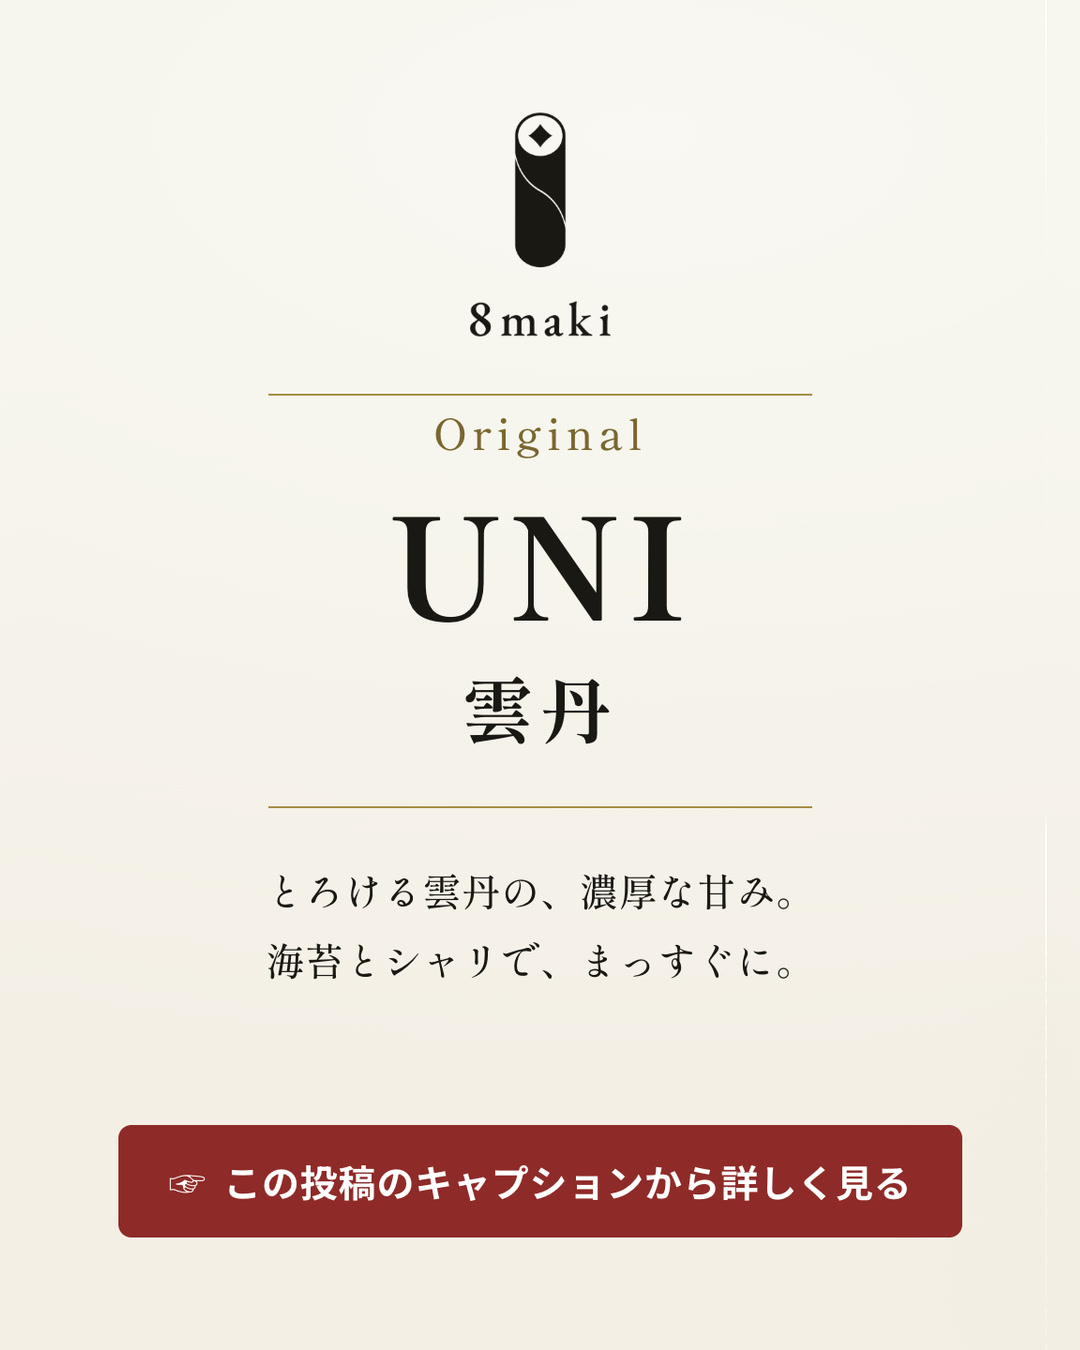 8maki
Original
UNI
雲丹
とろける雲丹の、濃厚な甘み。
海苔とシャリで、まっすぐに。
☞ この投稿のキャプションから詳しく見る